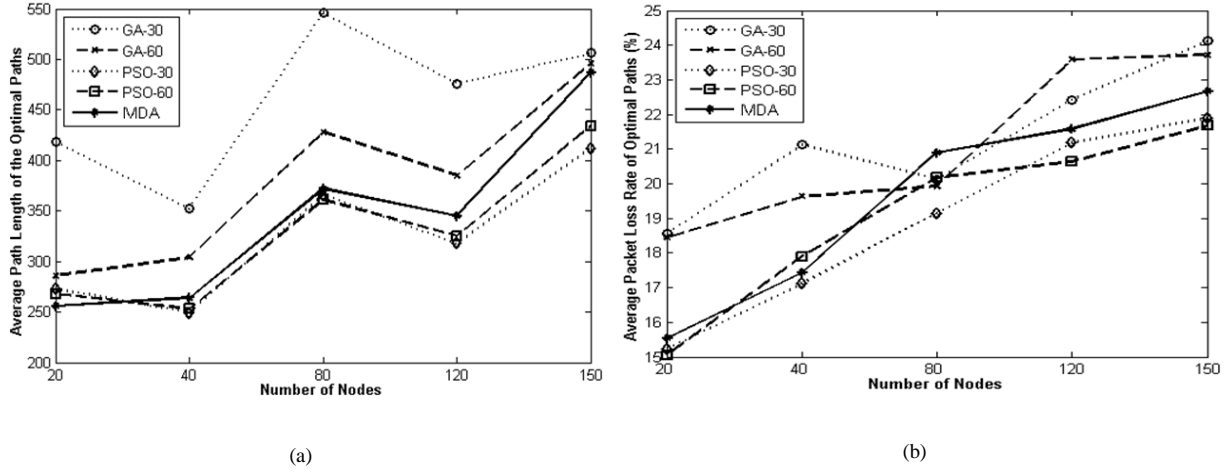 550
500
450
400
350
300
250
200
Average Path Length of the Optimal Paths
GA-30
GA-60
PSO-30
PSO-60
MDA
20 40 80 120 150
Number of Nodes
(a)
25
24
23
22
21
20
19
18
17
16
15
Average Packet Loss Rate of Optimal Paths (%)
GA-30
GA-60
PSO-30
PSO-60
MDA
20 40 80 120 150
Number of Nodes
(b)